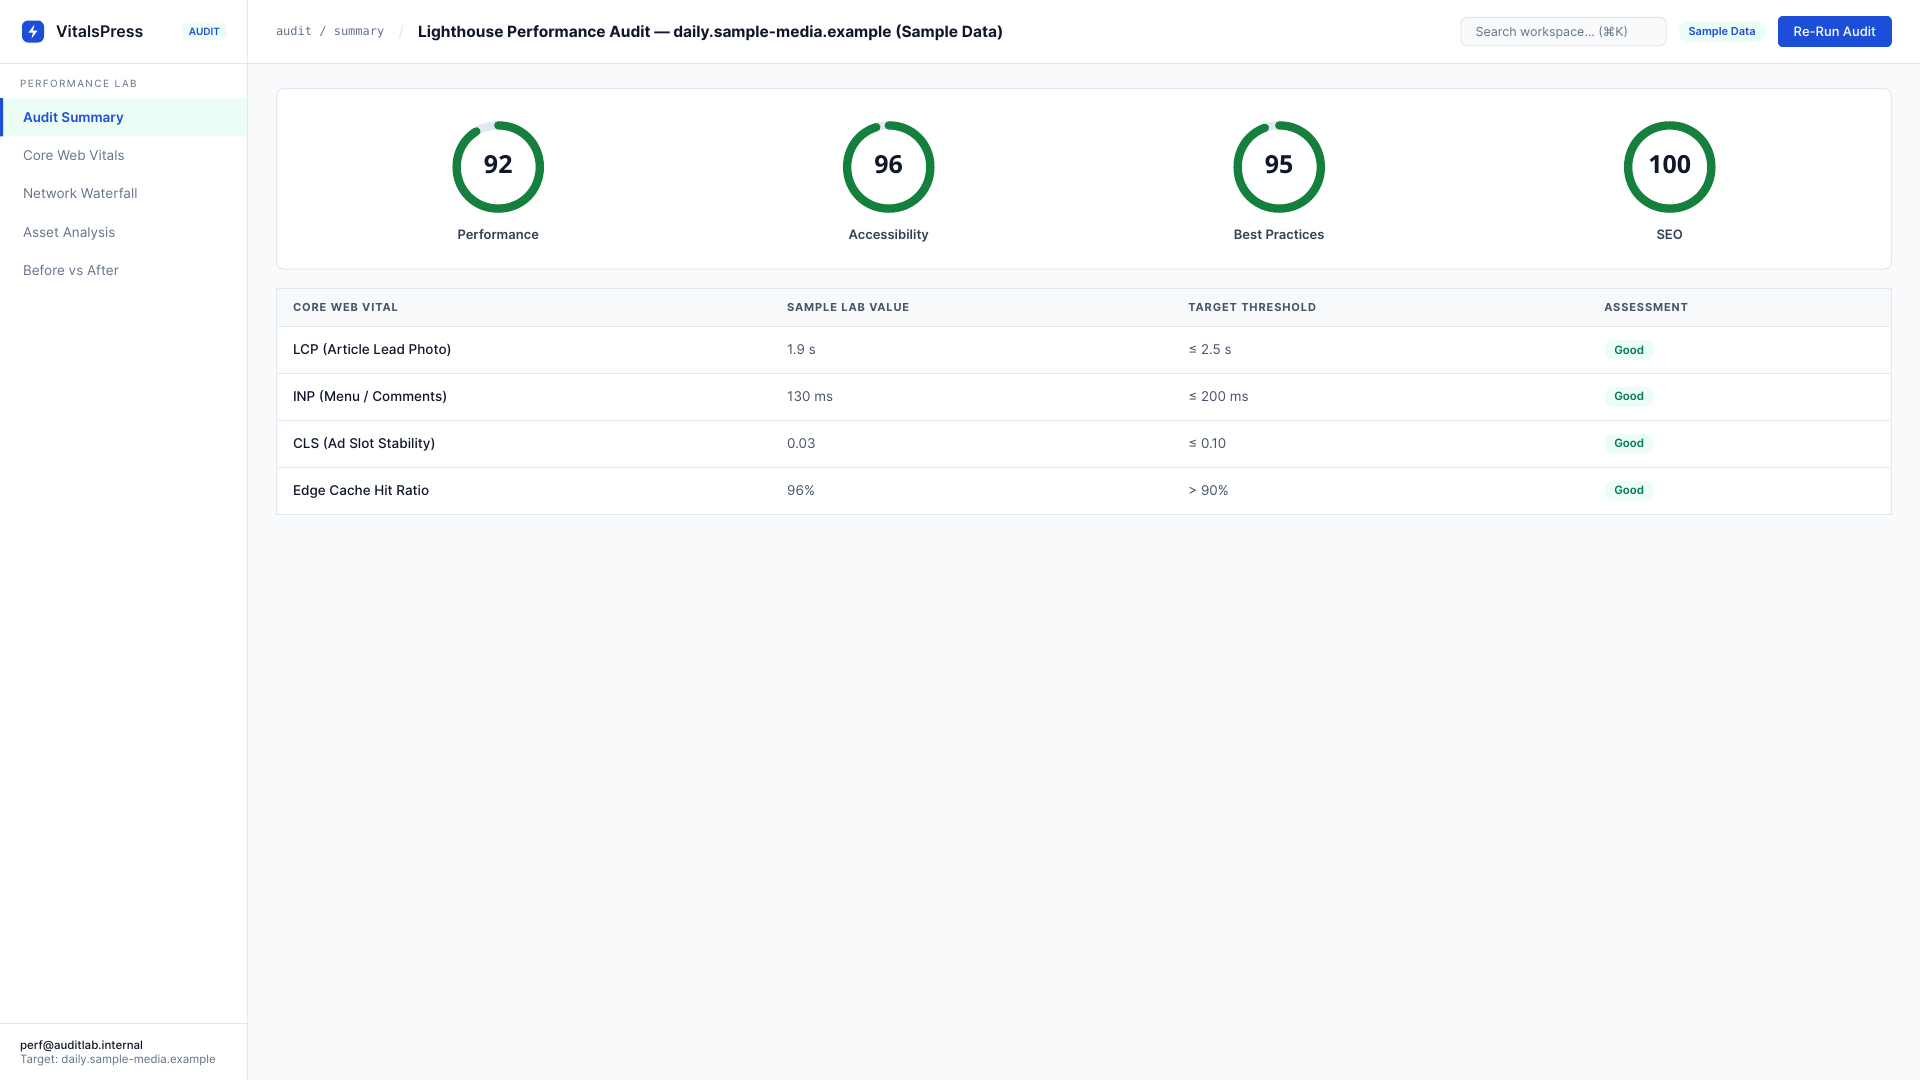 VitalsPress
AUDIT
PERFORMANCE LAB
Audit Summary
Core Web Vitals
Network Waterfall
Asset Analysis
Before vs After
perf@auditlab.internal
Target: daily.sample-media.example
audit / summary / Lighthouse Performance Audit — daily.sample-media.example (Sample Data)
Search workspace... (⌘K)
Sample Data
Re-Run Audit
92
Performance
96
Accessibility
95
Best Practices
100
SEO
CORE WEB VITAL SAMPLE LAB VALUE TARGET THRESHOLD ASSESSMENT
LCP (Article Lead Photo) 1.9 s ≤ 2.5 s Good
INP (Menu / Comments) 130 ms ≤ 200 ms Good
CLS (Ad Slot Stability) 0.03 ≤ 0.10 Good
Edge Cache Hit Ratio 96% > 90% Good